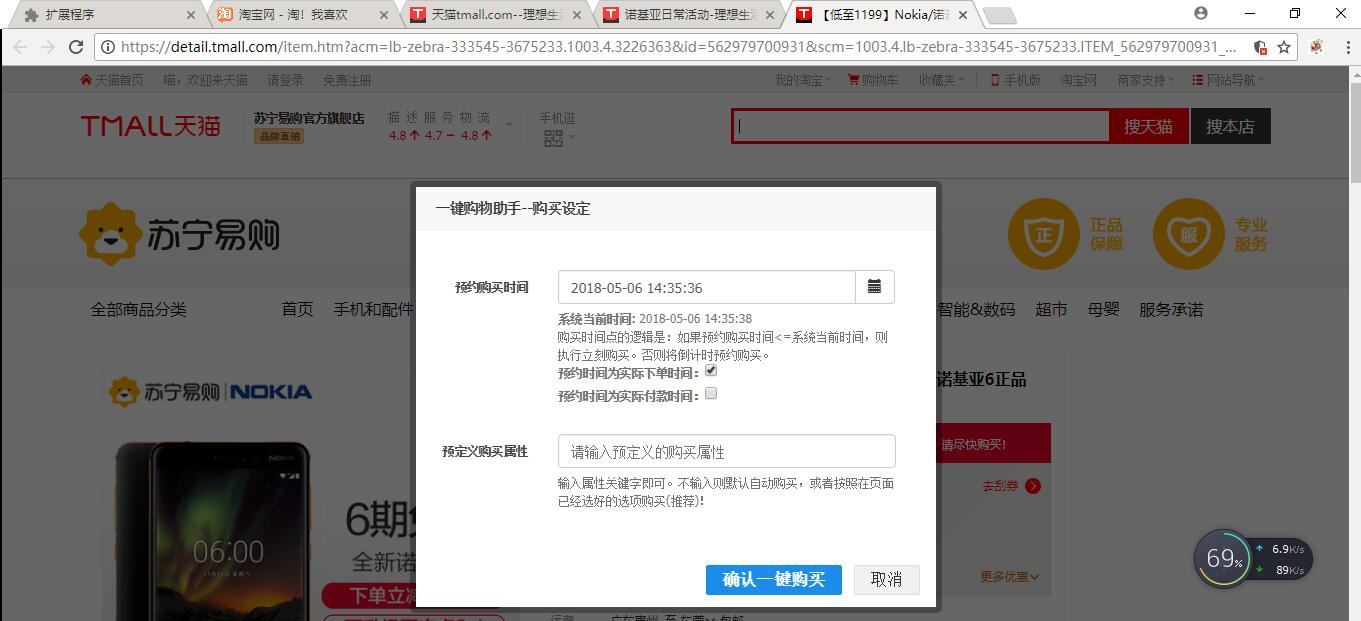 扩展程序
淘宝网 - 淘！我喜欢
天猫tmall.com--理想生活
诺基亚日常活动-理想生活
【低至1199】Nokia/诺
https://detail.tmall.com/item.htm?acm=lb-zebra-333545-3675233.1003.4.3226363&id=562979700931&scm=1003.4.lb-zebra-333545-3675233.ITEM_562979700931_...
天猫首页 喵，欢迎来天猫 请登录 免费注册 我的淘宝 购物车 收藏夹 手机版 淘宝网 商家支持 网站导航
TMALL天猫
苏宁易购官方旗舰店
品牌直销
描 述 服 务 物 流
4.8 4.7 4.8
手机逛
搜天猫
搜本店
苏宁易购
正
正品
保障
服
专业
服务
全部商品分类 首页 手机和配件 智能&数码 超市 母婴 服务承诺
一键购物助手--购买设定
预约购买时间
2018-05-06 14:35:36
系统当前时间: 2018-05-06 14:35:38
购买时间点的逻辑是：如果预约购买时间<=系统当前时间，则
执行立刻购买。否则将倒计时预约购买。
预约时间为实际下单时间：
预约时间为实际付款时间：
预定义购买属性
请输入预定义的购买属性
输入属性关键字即可。不输入则默认自动购买，或者按照在页面
已经选好的选项购买(推荐)!
确认一键购买
取消
苏宁易购 NOKIA
NOKIA
06:00
6期
全新诺
下单立减
诺基亚6正品
请尽快购买!
去刮券
更多优惠
69%
6.9K/s
89K/s
运费